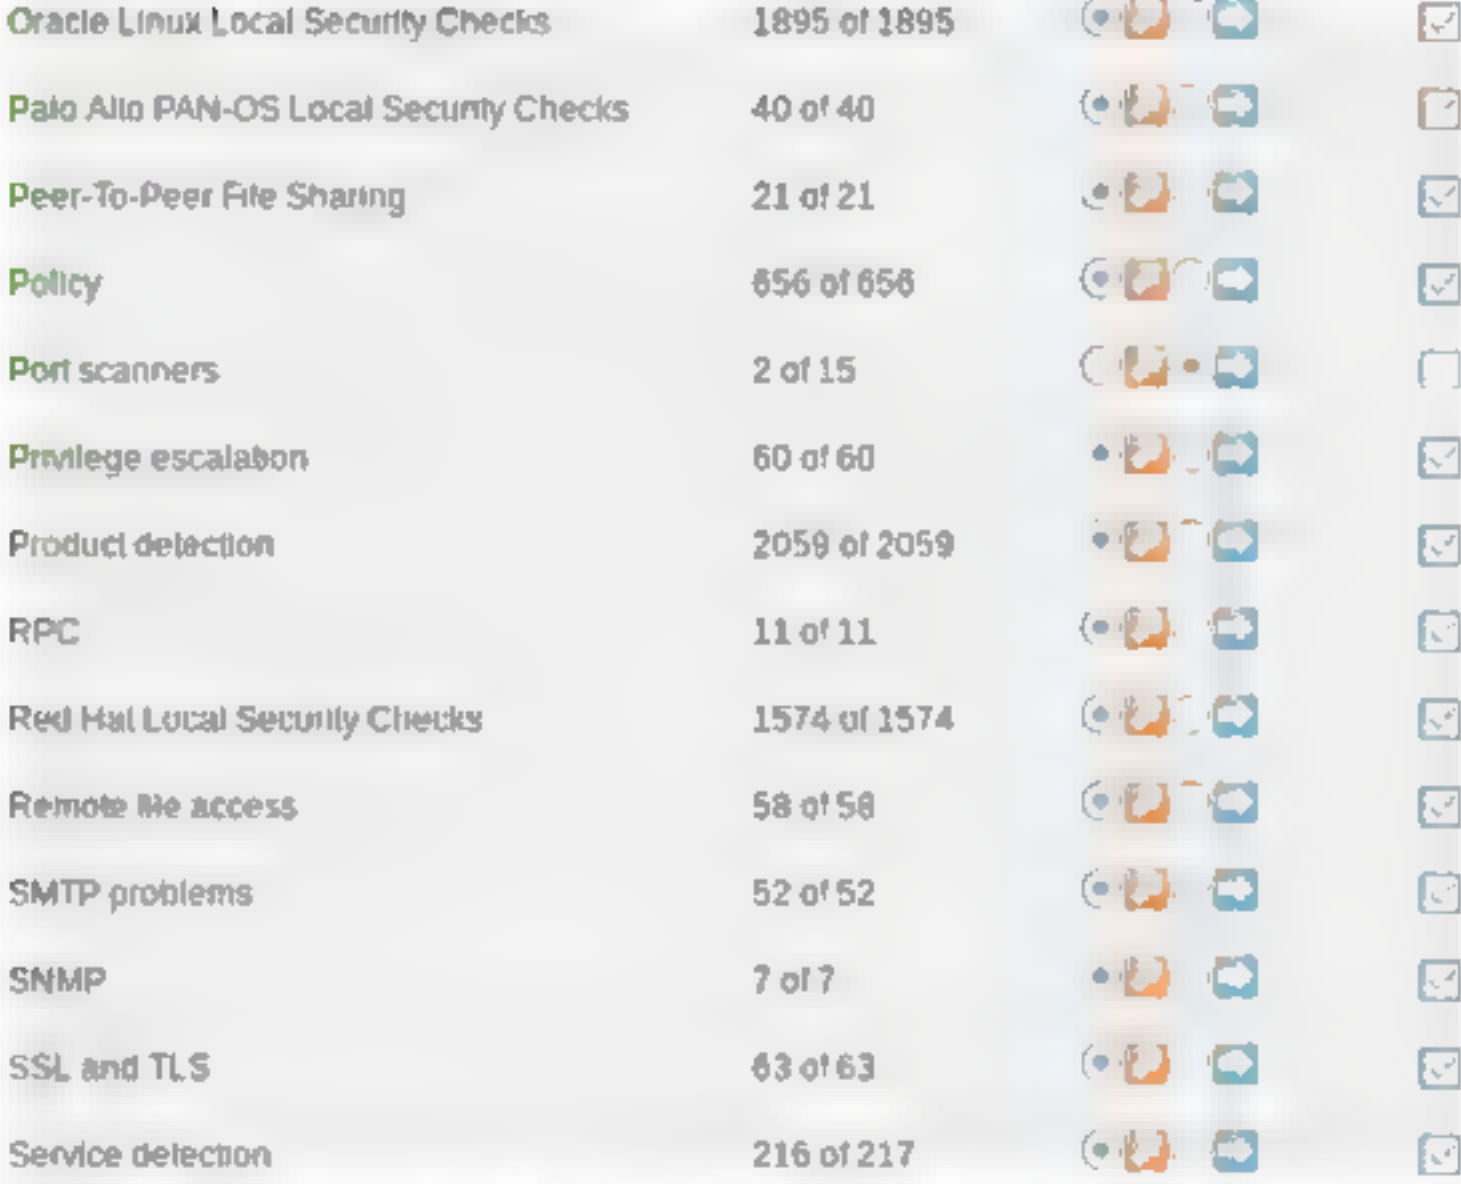 Oracle Linux Local Security Checks 1895 of 1895
Palo Alto PAN-OS Local Security Checks 40 of 40
Peer-To-Peer File Sharing 21 of 21
Policy 656 of 656
Port scanners 2 of 15
Privilege escalation 60 of 60
Product detection 2059 of 2059
RPC 11 of 11
Red Hat Local Security Checks 1574 of 1574
Remote file access 58 of 58
SMTP problems 52 of 52
SNMP 7 of 7
SSL and TLS 63 of 63
Service detection 216 of 217